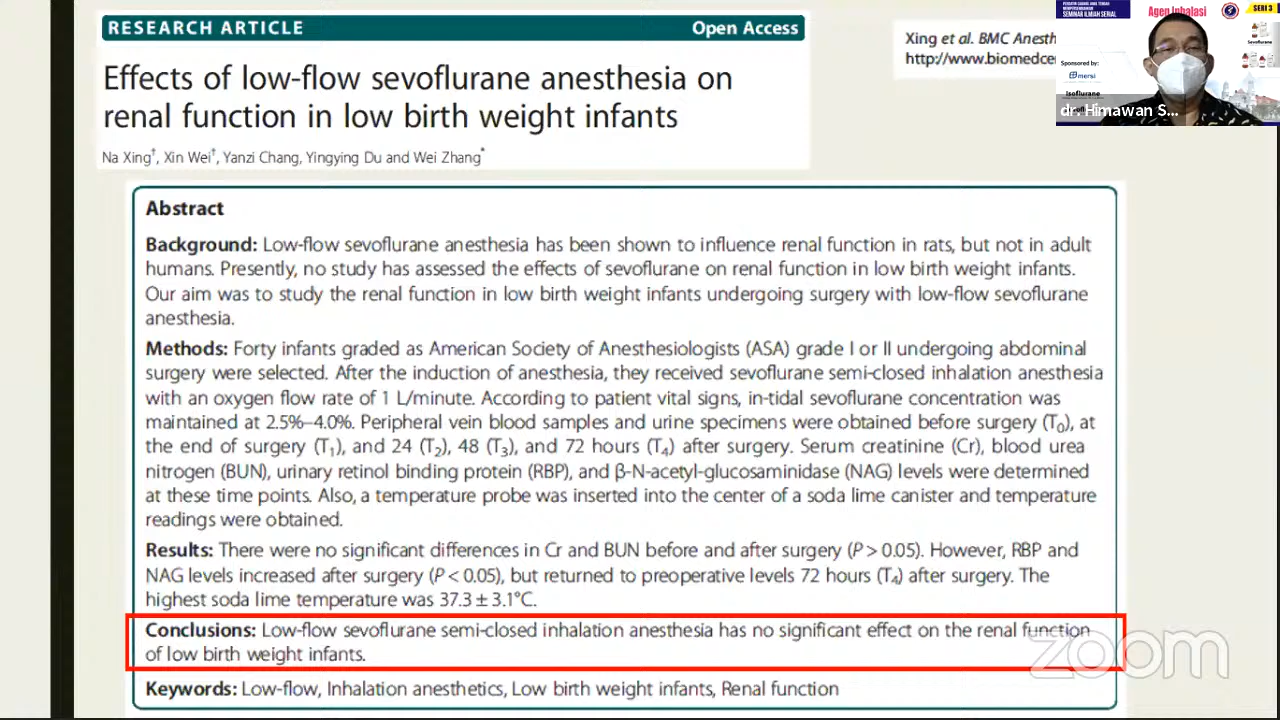 RESEARCH ARTICLE Open Access
Effects of low-flow sevoflurane anesthesia on
renal function in low birth weight infants
Na Xing†, Xin Wei†, Yanzi Chang, Yingying Du and Wei Zhang*
Xing et al. BMC Anesth
http://www.biomedce
SEMINAR ILMIAH SERIAL
Agen Inhalasi
SERI 3
Sponsored by:
mersi
Isoflurane
Sevoflurane
dr. Himawan S...
Abstract
Background: Low-flow sevoflurane anesthesia has been shown to influence renal function in rats, but not in adult
humans. Presently, no study has assessed the effects of sevoflurane on renal function in low birth weight infants.
Our aim was to study the renal function in low birth weight infants undergoing surgery with low-flow sevoflurane
anesthesia.
Methods: Forty infants graded as American Society of Anesthesiologists (ASA) grade I or II undergoing abdominal
surgery were selected. After the induction of anesthesia, they received sevoflurane semi-closed inhalation anesthesia
with an oxygen flow rate of 1 L/minute. According to patient vital signs, in-tidal sevoflurane concentration was
maintained at 2.5%–4.0%. Peripheral vein blood samples and urine specimens were obtained before surgery (T₀), at
the end of surgery (T₁), and 24 (T₂), 48 (T₃), and 72 hours (T₄) after surgery. Serum creatinine (Cr), blood urea
nitrogen (BUN), urinary retinol binding protein (RBP), and β-N-acetyl-glucosaminidase (NAG) levels were determined
at these time points. Also, a temperature probe was inserted into the center of a soda lime canister and temperature
readings were obtained.
Results: There were no significant differences in Cr and BUN before and after surgery (P > 0.05). However, RBP and
NAG levels increased after surgery (P < 0.05), but returned to preoperative levels 72 hours (T₄) after surgery. The
highest soda lime temperature was 37.3 ± 3.1°C.
Conclusions: Low-flow sevoflurane semi-closed inhalation anesthesia has no significant effect on the renal function
of low birth weight infants.
zoom
Keywords: Low-flow, Inhalation anesthetics, Low birth weight infants, Renal function